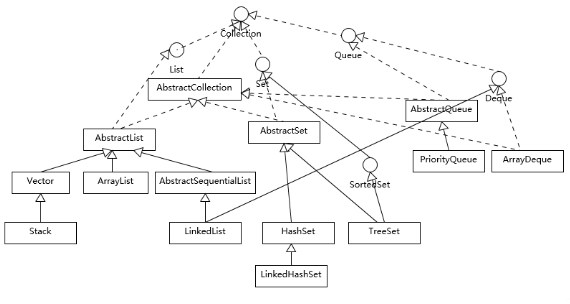 Collection
Queue
List
Set
AbstractCollection
Deque
AbstractQueue
AbstractList
AbstractSet
PriorityQueue
ArrayDeque
Vector
ArrayList
AbstractSequentialList
SortedSet
Stack
LinkedList
HashSet
TreeSet
LinkedHashSet